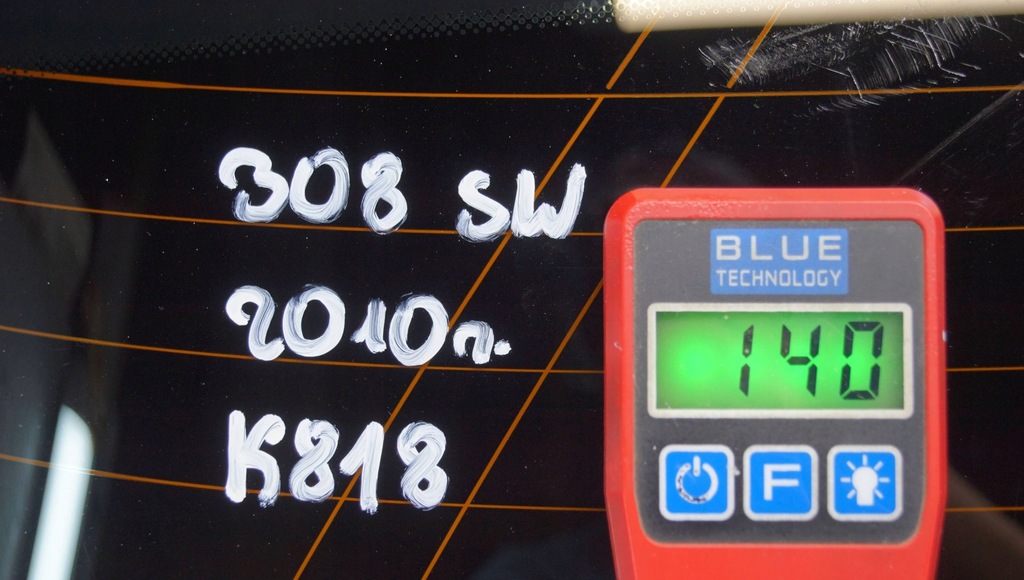 308 SW
2010г.
K818
BLUE
TECHNOLOGY
140
F